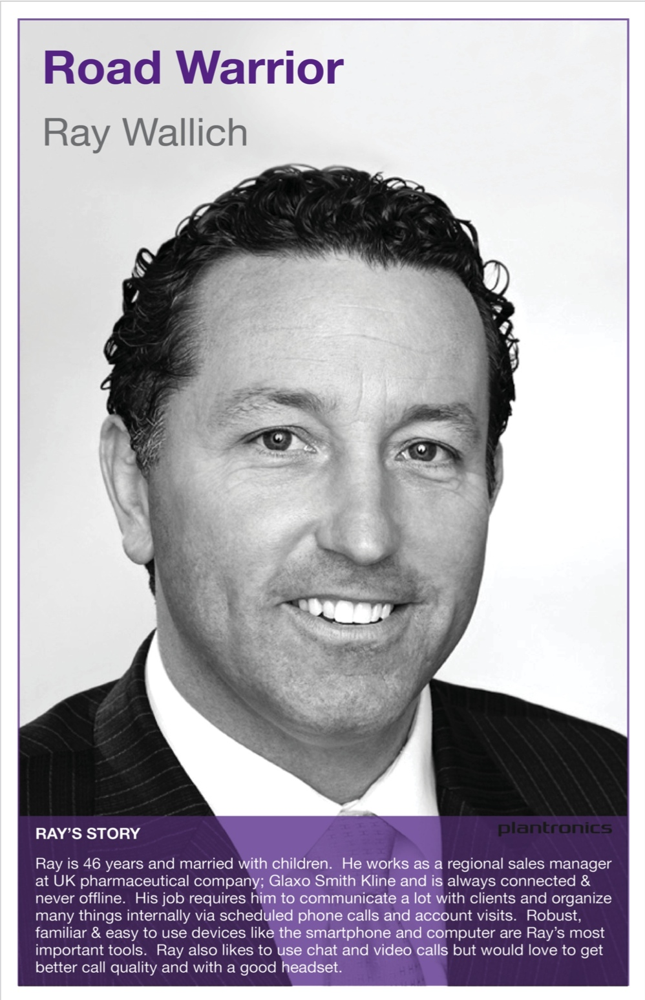 Road Warrior
Ray Wallich
RAY'S STORY
plantronics
Ray is 46 years and married with children.  He works as a regional sales manager
at UK pharmaceutical company; Glaxo Smith Kline and is always connected &
never offline.  His job requires him to communicate a lot with clients and organize
many things internally via scheduled phone calls and account visits.  Robust,
familiar & easy to use devices like the smartphone and computer are Ray's most
important tools.  Ray also likes to use chat and video calls but would love to get
better call quality and with a good headset.